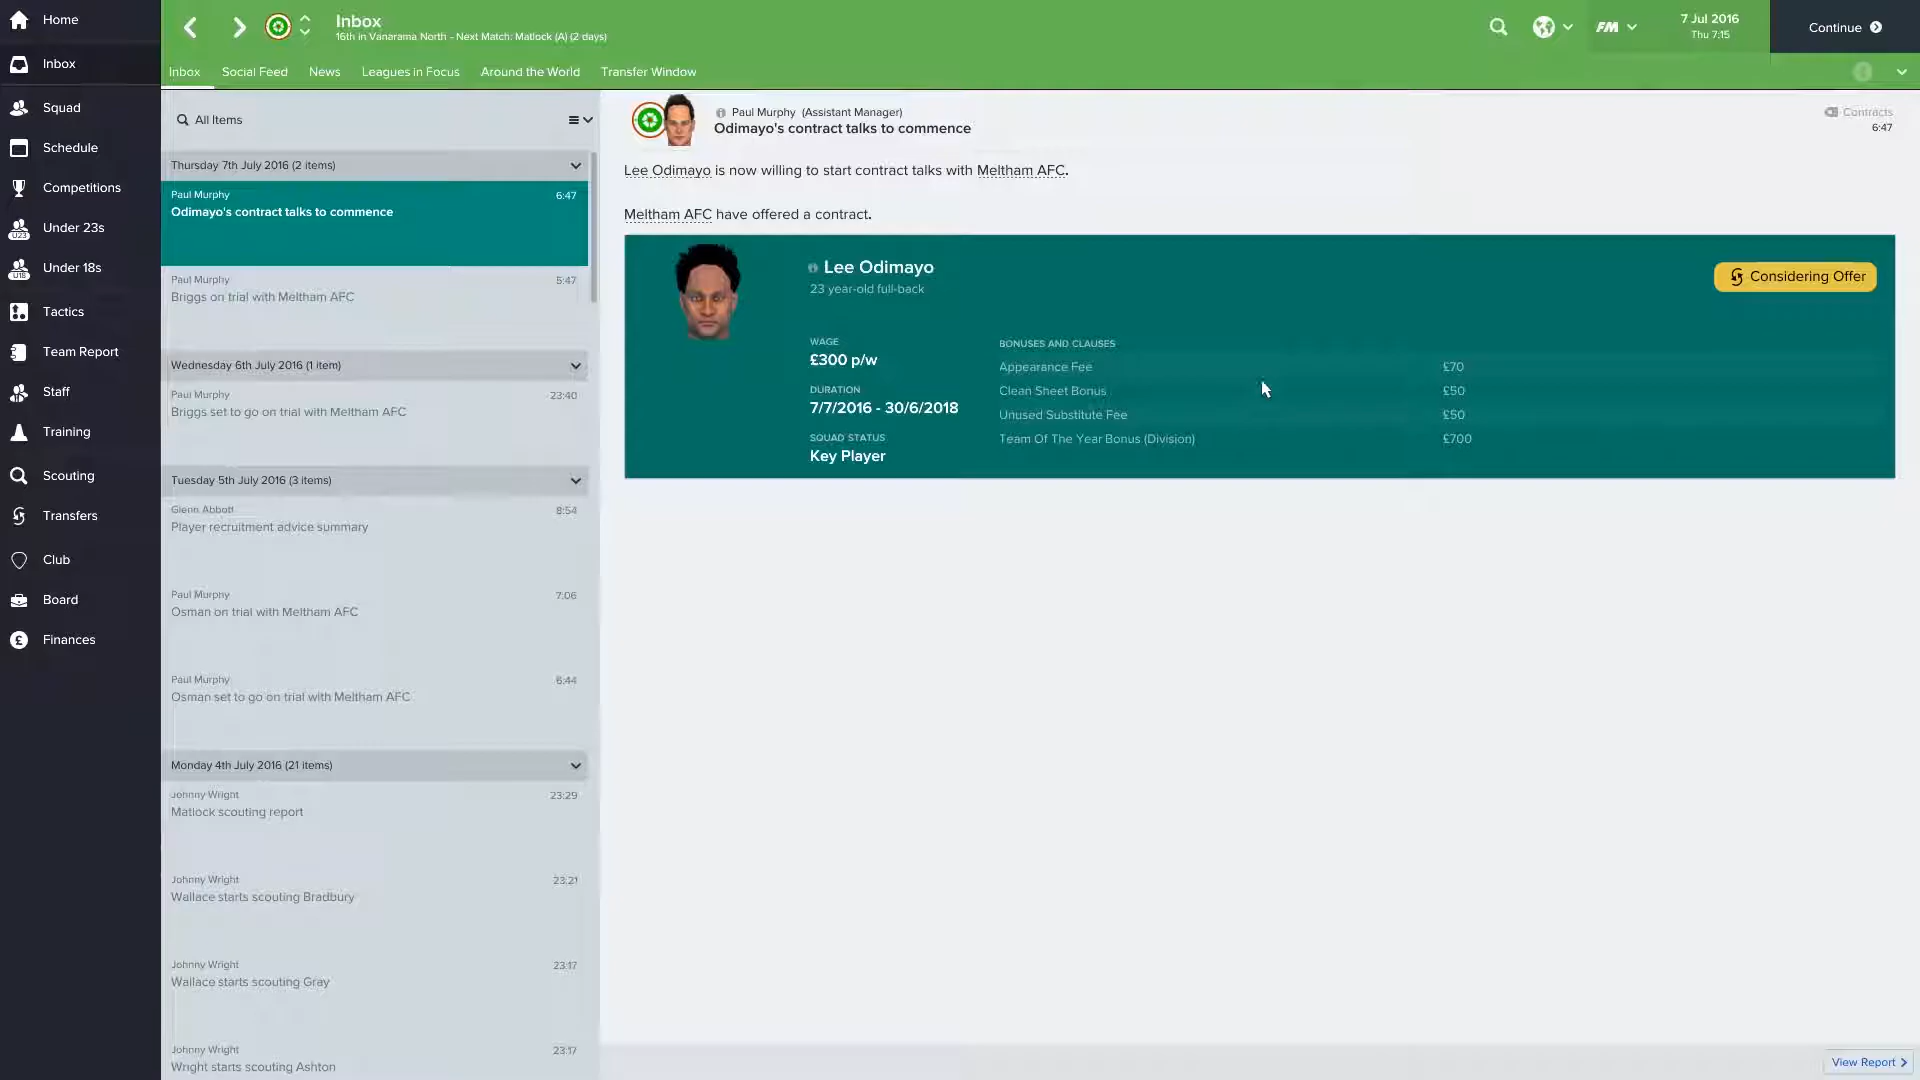 Home
Inbox
Squad
Schedule
Competitions
Under 23s
Under 18s
Tactics
Team Report
Staff
Training
Scouting
Transfers
Club
Board
Finances
Inbox
16th in Vanarama North - Next Match: Matlock (A) (2 days)
FM
7 Jul 2016
Thu 7:15
Continue
Inbox
Social Feed
News
Leagues in Focus
Around the World
Transfer Window
All Items
Thursday 7th July 2016 (2 items)
Paul Murphy 6:47
Odimayo's contract talks to commence
Paul Murphy 5:47
Briggs on trial with Meltham AFC
Wednesday 6th July 2016 (1 item)
Paul Murphy 23:40
Briggs set to go on trial with Meltham AFC
Tuesday 5th July 2016 (3 items)
Glenn Abbott 8:54
Player recruitment advice summary
Paul Murphy 7:06
Osman on trial with Meltham AFC
Paul Murphy 6:44
Osman set to go on trial with Meltham AFC
Monday 4th July 2016 (21 items)
Johnny Wright 23:29
Matlock scouting report
Johnny Wright 23:21
Wallace starts scouting Bradbury
Johnny Wright 23:17
Wallace starts scouting Gray
Johnny Wright 23:17
Wright starts scouting Ashton
Paul Murphy (Assistant Manager)
Odimayo's contract talks to commence
Contracts
6:47
Lee Odimayo is now willing to start contract talks with Meltham AFC.
Meltham AFC have offered a contract.
Lee Odimayo
23 year-old full-back
Considering Offer
WAGE
£300 p/w
DURATION
7/7/2016 - 30/6/2018
SQUAD STATUS
Key Player
BONUSES AND CLAUSES
Appearance Fee £70
Clean Sheet Bonus £50
Unused Substitute Fee £50
Team Of The Year Bonus (Division) £700
View Report